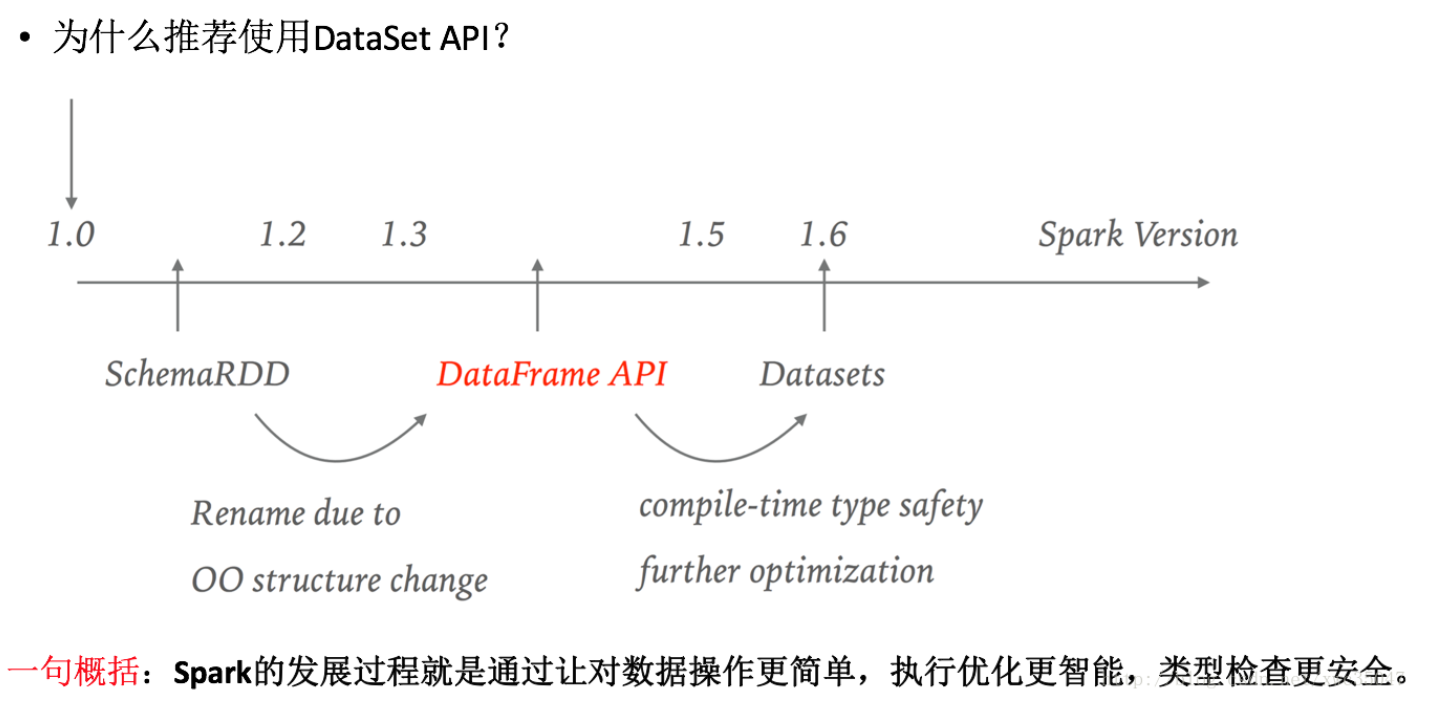 • 为什么推荐使用DataSet API？
1.0 1.2 1.3 1.5 1.6 Spark Version
SchemaRDD DataFrame API Datasets
Rename due to
OO structure change
compile-time type safety
further optimization
一句概括：Spark的发展过程就是通过让对数据操作更简单，执行优化更智能，类型检查更安全。